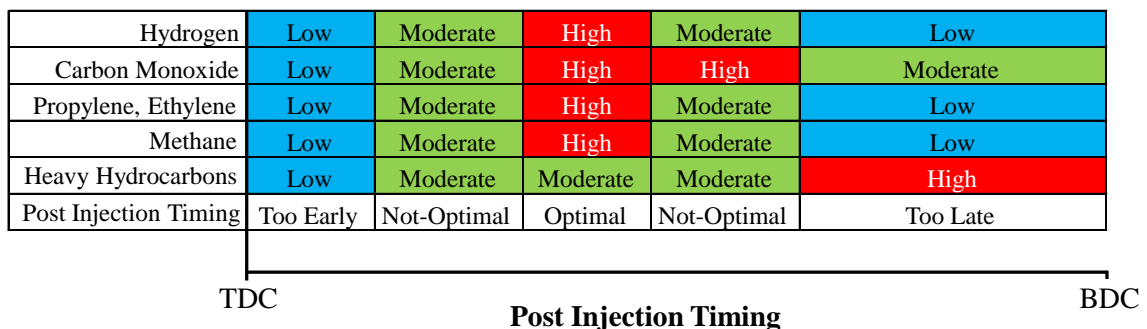 Hydrogen Low Moderate High Moderate Low
Carbon Monoxide Low Moderate High High Moderate
Propylene, Ethylene Low Moderate High Moderate Low
Methane Low Moderate High Moderate Low
Heavy Hydrocarbons Low Moderate Moderate Moderate High
Post Injection Timing Too Early Not-Optimal Optimal Not-Optimal Too Late
TDC BDC
Post Injection Timing